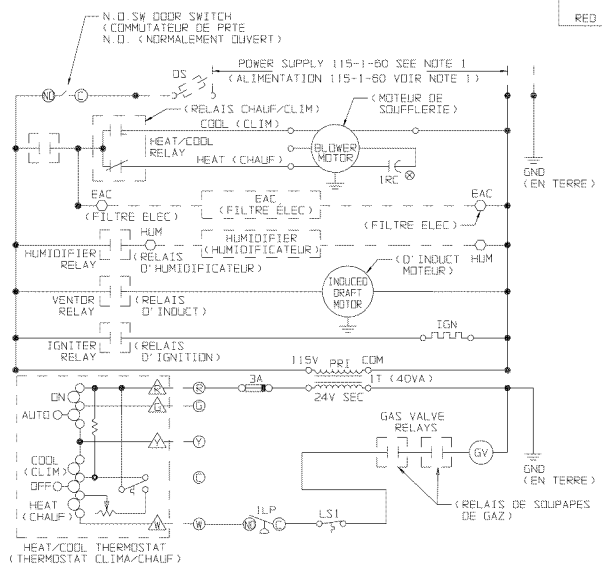 RED
N.O.SW DOOR SWITCH
(COMMUTATEUR DE PRTE
N.O. (NORMALEMENT OUVERT)
DS
POWER SUPPLY 115-1-60 SEE NOTE 1
(ALIMENTATION 115-1-60 VOIR NOTE 1)
NO
C
(RELAIS CHAUF/CLIM)
(MOTEUR DE
SOUFFLERIE)
COOL (CLIM)
HEAT/COOL
RELAY
BLOWER
MOTOR
HEAT (CHAUF)
1RC
GND
(EN TERRE)
EAC
(FILTRE ELEC)
EAC
(FILTRE ELEC)
EAC
(FILTRE ELEC)
HUM
HUMIDIFIER
RELAY
(RELAIS
D'HUMIDIFICATEUR)
HUMIDIFIER
(HUMIDIFICATEUR)
HUM
(D'INDUCT
MOTEUR)
VENTOR
RELAY
(RELAIS
D'INDUCT)
INDUCED
DRAFT
MOTOR
IGNITER
RELAY
(RELAIS
D'IGNITION)
IGN
115V PRI COM
3A
1T (40VA)
24V SEC
ON
R
R
AUTO
G
G
Y
Y
COOL
(CLIM)
OFF
C
HEAT
(CHAUF)
W
W
NO
1LP
C
LS1
GAS VALVE
RELAYS
GV
GND
(EN TERRE)
(RELAIS DE SOUPAPES
DE GAZ)
HEAT/COOL THERMOSTAT
(THERMOSTAT CLIMA/CHAUF)